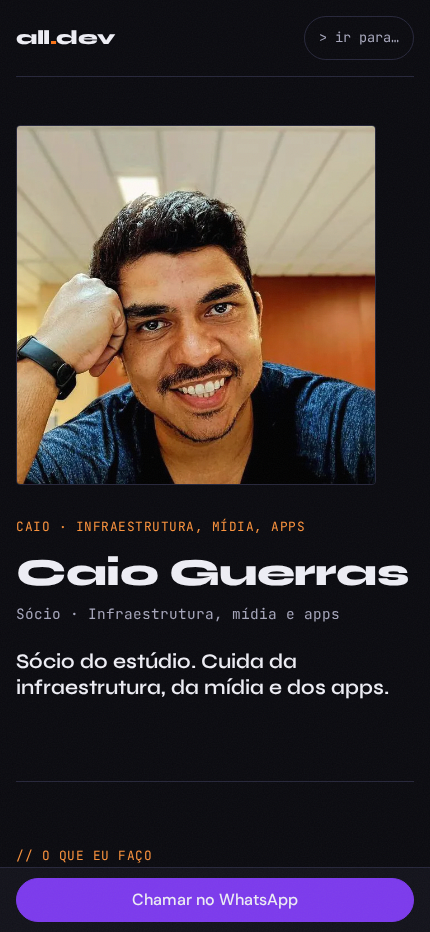 all.dev
> ir para…
CAIO · INFRAESTRUTURA, MÍDIA, APPS
Caio Guerras
Sócio · Infraestrutura, mídia e apps
Sócio do estúdio. Cuida da
infraestrutura, da mídia e dos apps.
// O QUE EU FAÇO
Chamar no WhatsApp